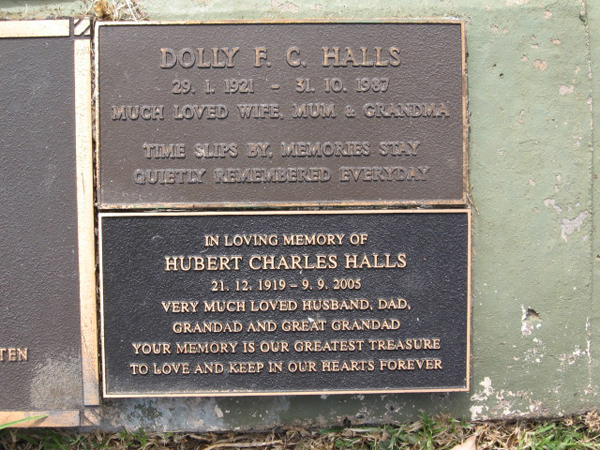 DOLLY F. C. HALLS
29. 1. 1921 - 31. 10. 1987
MUCH LOVED WIFE, MUM & GRANDMA
TIME SLIPS BY, MEMORIES STAY
QUIETLY REMEMBERED EVERYDAY
IN LOVING MEMORY OF
HUBERT CHARLES HALLS
21. 12. 1919 – 9. 9. 2005
VERY MUCH LOVED HUSBAND, DAD,
GRANDAD AND GREAT GRANDAD
YOUR MEMORY IS OUR GREATEST TREASURE
TO LOVE AND KEEP IN OUR HEARTS FOREVER
TEN